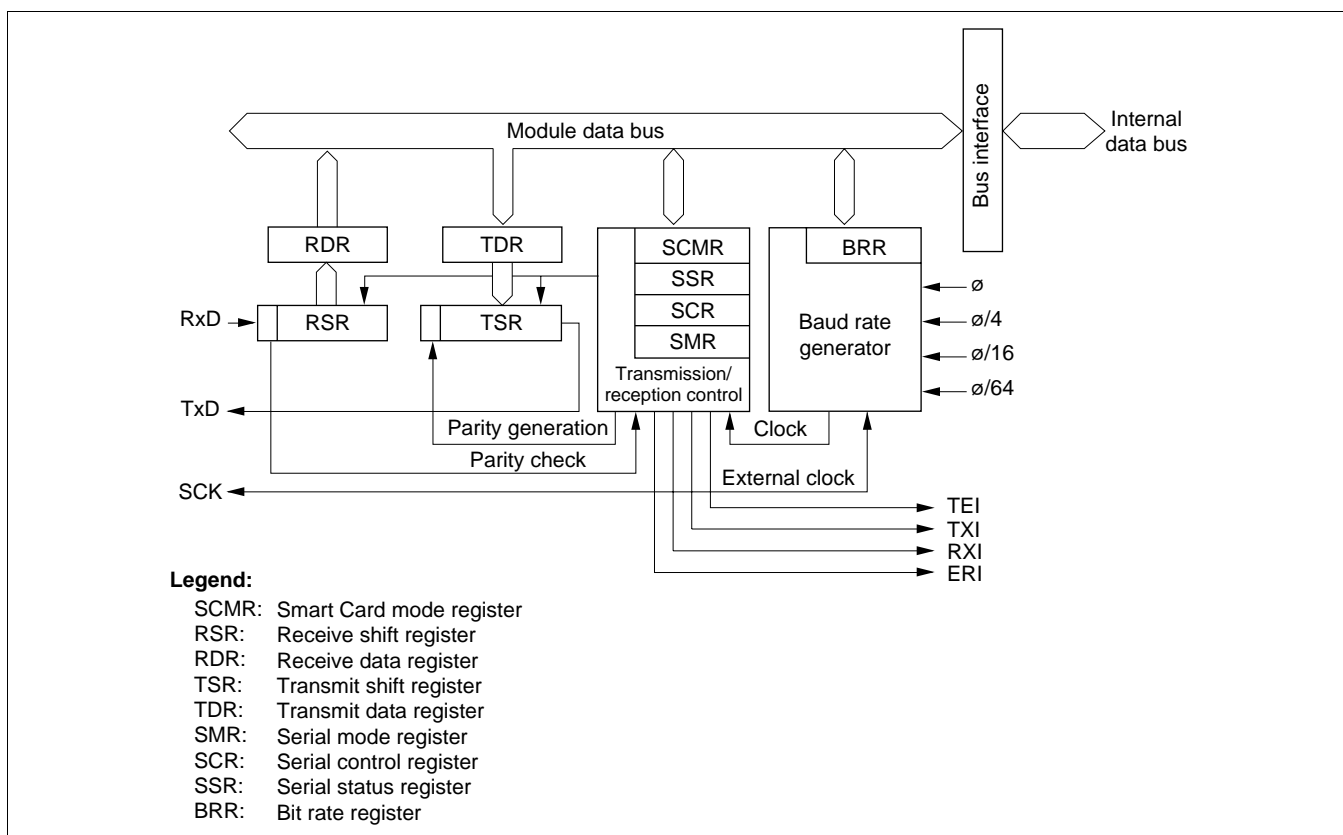 Module data bus
Bus interface
Internal
data bus
RDR
TDR
SCMR
SSR
SCR
SMR
Transmission/
reception control
BRR
Baud rate
generator
ø
ø/4
ø/16
ø/64
RxD
RSR
TSR
TxD
Parity generation
Parity check
Clock
External clock
SCK
TEI
TXI
RXI
ERI
Legend:
SCMR: Smart Card mode register
RSR: Receive shift register
RDR: Receive data register
TSR: Transmit shift register
TDR: Transmit data register
SMR: Serial mode register
SCR: Serial control register
SSR: Serial status register
BRR: Bit rate register